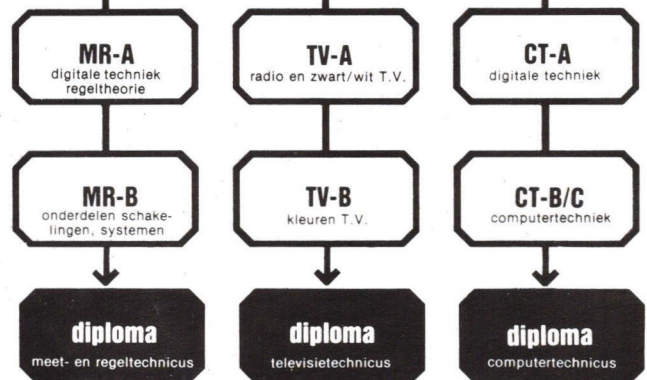 MR-A
digitale techniek
regeltheorie
TV-A
radio en zwart/wit T.V.
CT-A
digitale techniek
MR-B
onderdelen schake-
lingen, systemen
TV-B
kleuren T.V.
CT-B/C
computertechniek
diploma
meet- en regeltechnicus
diploma
televisietechnicus
diploma
computertechnicus